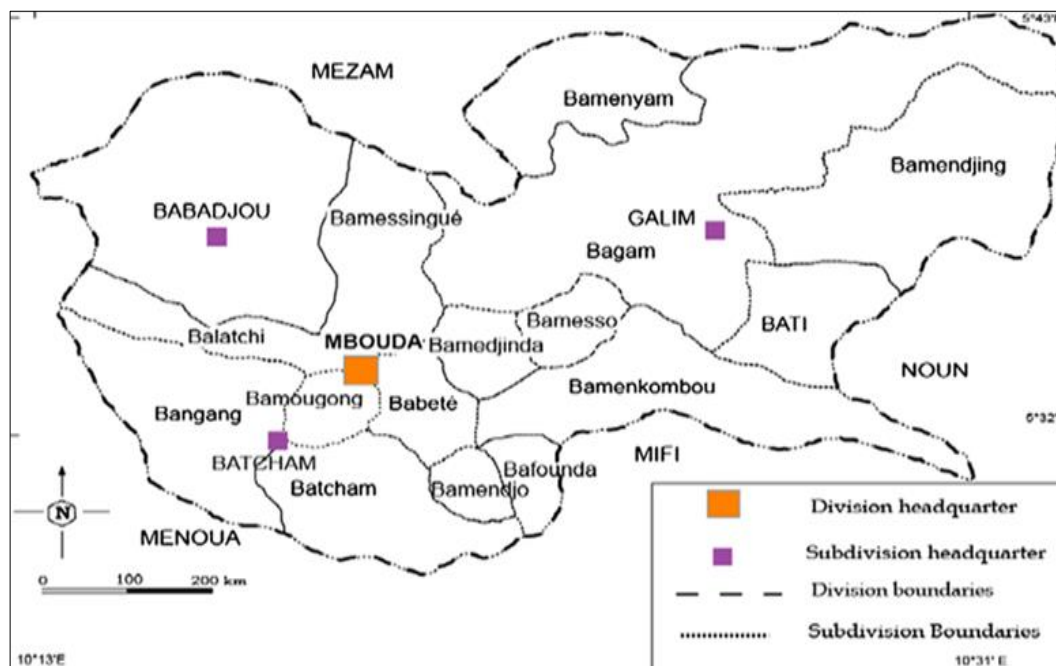 5°43'
MEZAM
Bamenyam
Bamendjing
BABADJOU
Bamessingué
GALIM
Bagam
Balatchi
MBOUDA
Bamedjinda
Bamesso
BATI
NOUN
Bangang
Bamougong
Babeté
Bamenkombou
BATCHAM
Batcham
Bamendjo
Bafounda
MIFI
MENOUA
N
0 100 200 km
Division headquarter
Subdivision headquarter
Division boundaries
Subdivision Boundaries
10°13'E
10°31' E